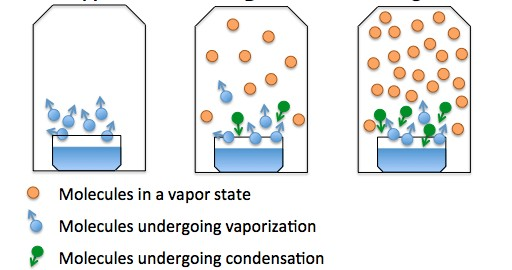 Molecules in a vapor state
Molecules undergoing vaporization
Molecules undergoing condensation